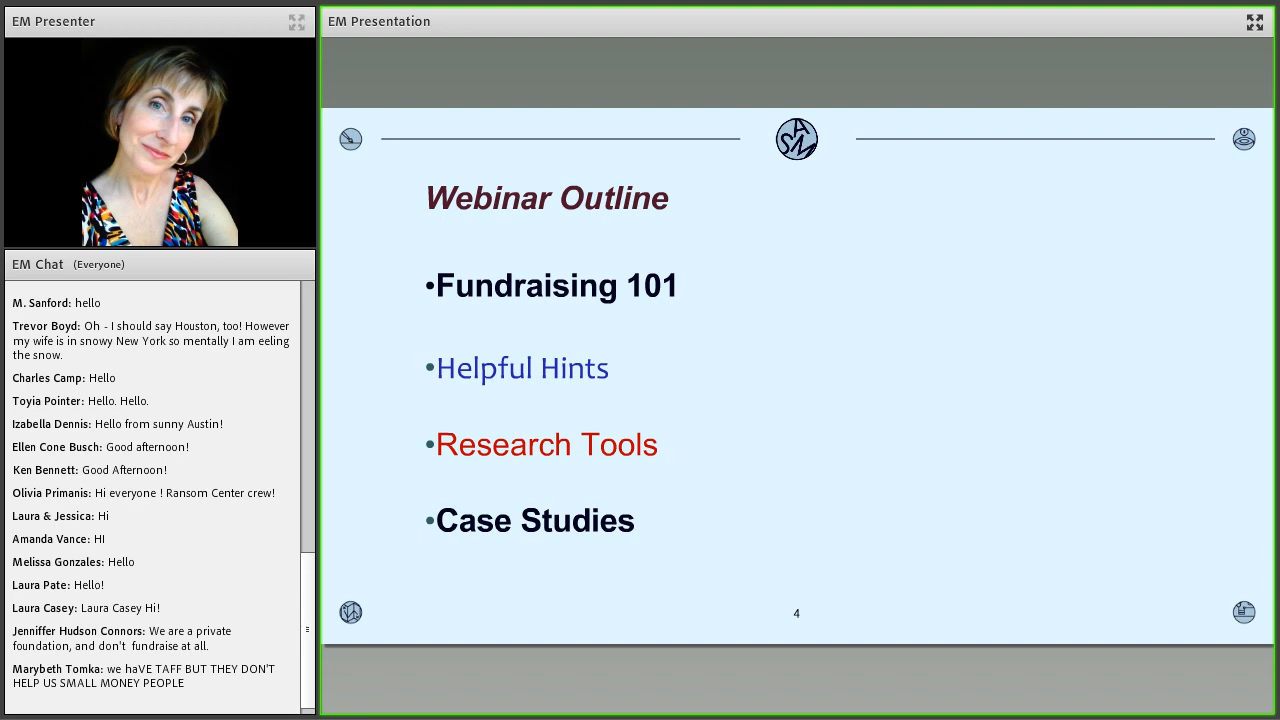 EM Presenter
EM Chat (Everyone)
M. Sanford: hello
Trevor Boyd: Oh - I should say Houston, too! However
my wife is in snowy New York so mentally I am eeling
the snow.
Charles Camp: Hello
Toyia Pointer: Hello. Hello.
Izabella Dennis: Hello from sunny Austin!
Ellen Cone Busch: Good afternoon!
Ken Bennett: Good Afternoon!
Olivia Primanis: Hi everyone ! Ransom Center crew!
Laura & Jessica: Hi
Amanda Vance: HI
Melissa Gonzales: Hello
Laura Pate: Hello!
Laura Casey: Laura Casey Hi!
Jenniffer Hudson Connors: We are a private
foundation, and don't fundraise at all.
Marybeth Tomka: we haVE TAFF BUT THEY DON'T
HELP US SMALL MONEY PEOPLE
EM Presentation
ASM
Webinar Outline
•Fundraising 101
•Helpful Hints
•Research Tools
•Case Studies
4